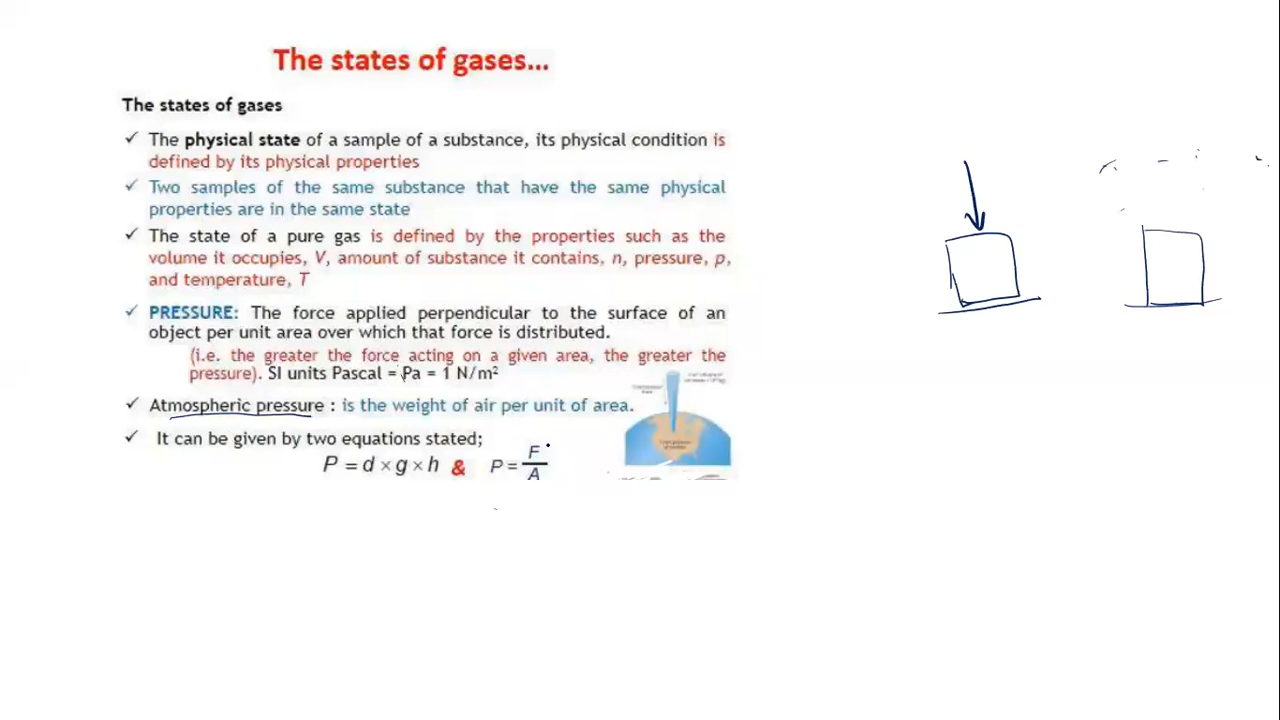 The states of gases...
The states of gases
✓ The physical state of a sample of a substance, its physical condition is
defined by its physical properties
✓ Two samples of the same substance that have the same physical
properties are in the same state
✓ The state of a pure gas is defined by the properties such as the
volume it occupies, V, amount of substance it contains, n, pressure, p,
and temperature, T
✓ PRESSURE: The force applied perpendicular to the surface of an
object per unit area over which that force is distributed.
(i.e. the greater the force acting on a given area, the greater the
pressure). SI units Pascal = Pa = 1 N/m²
✓ Atmospheric pressure : is the weight of air per unit of area.
✓ It can be given by two equations stated;
P = d × g × h & P = F/A